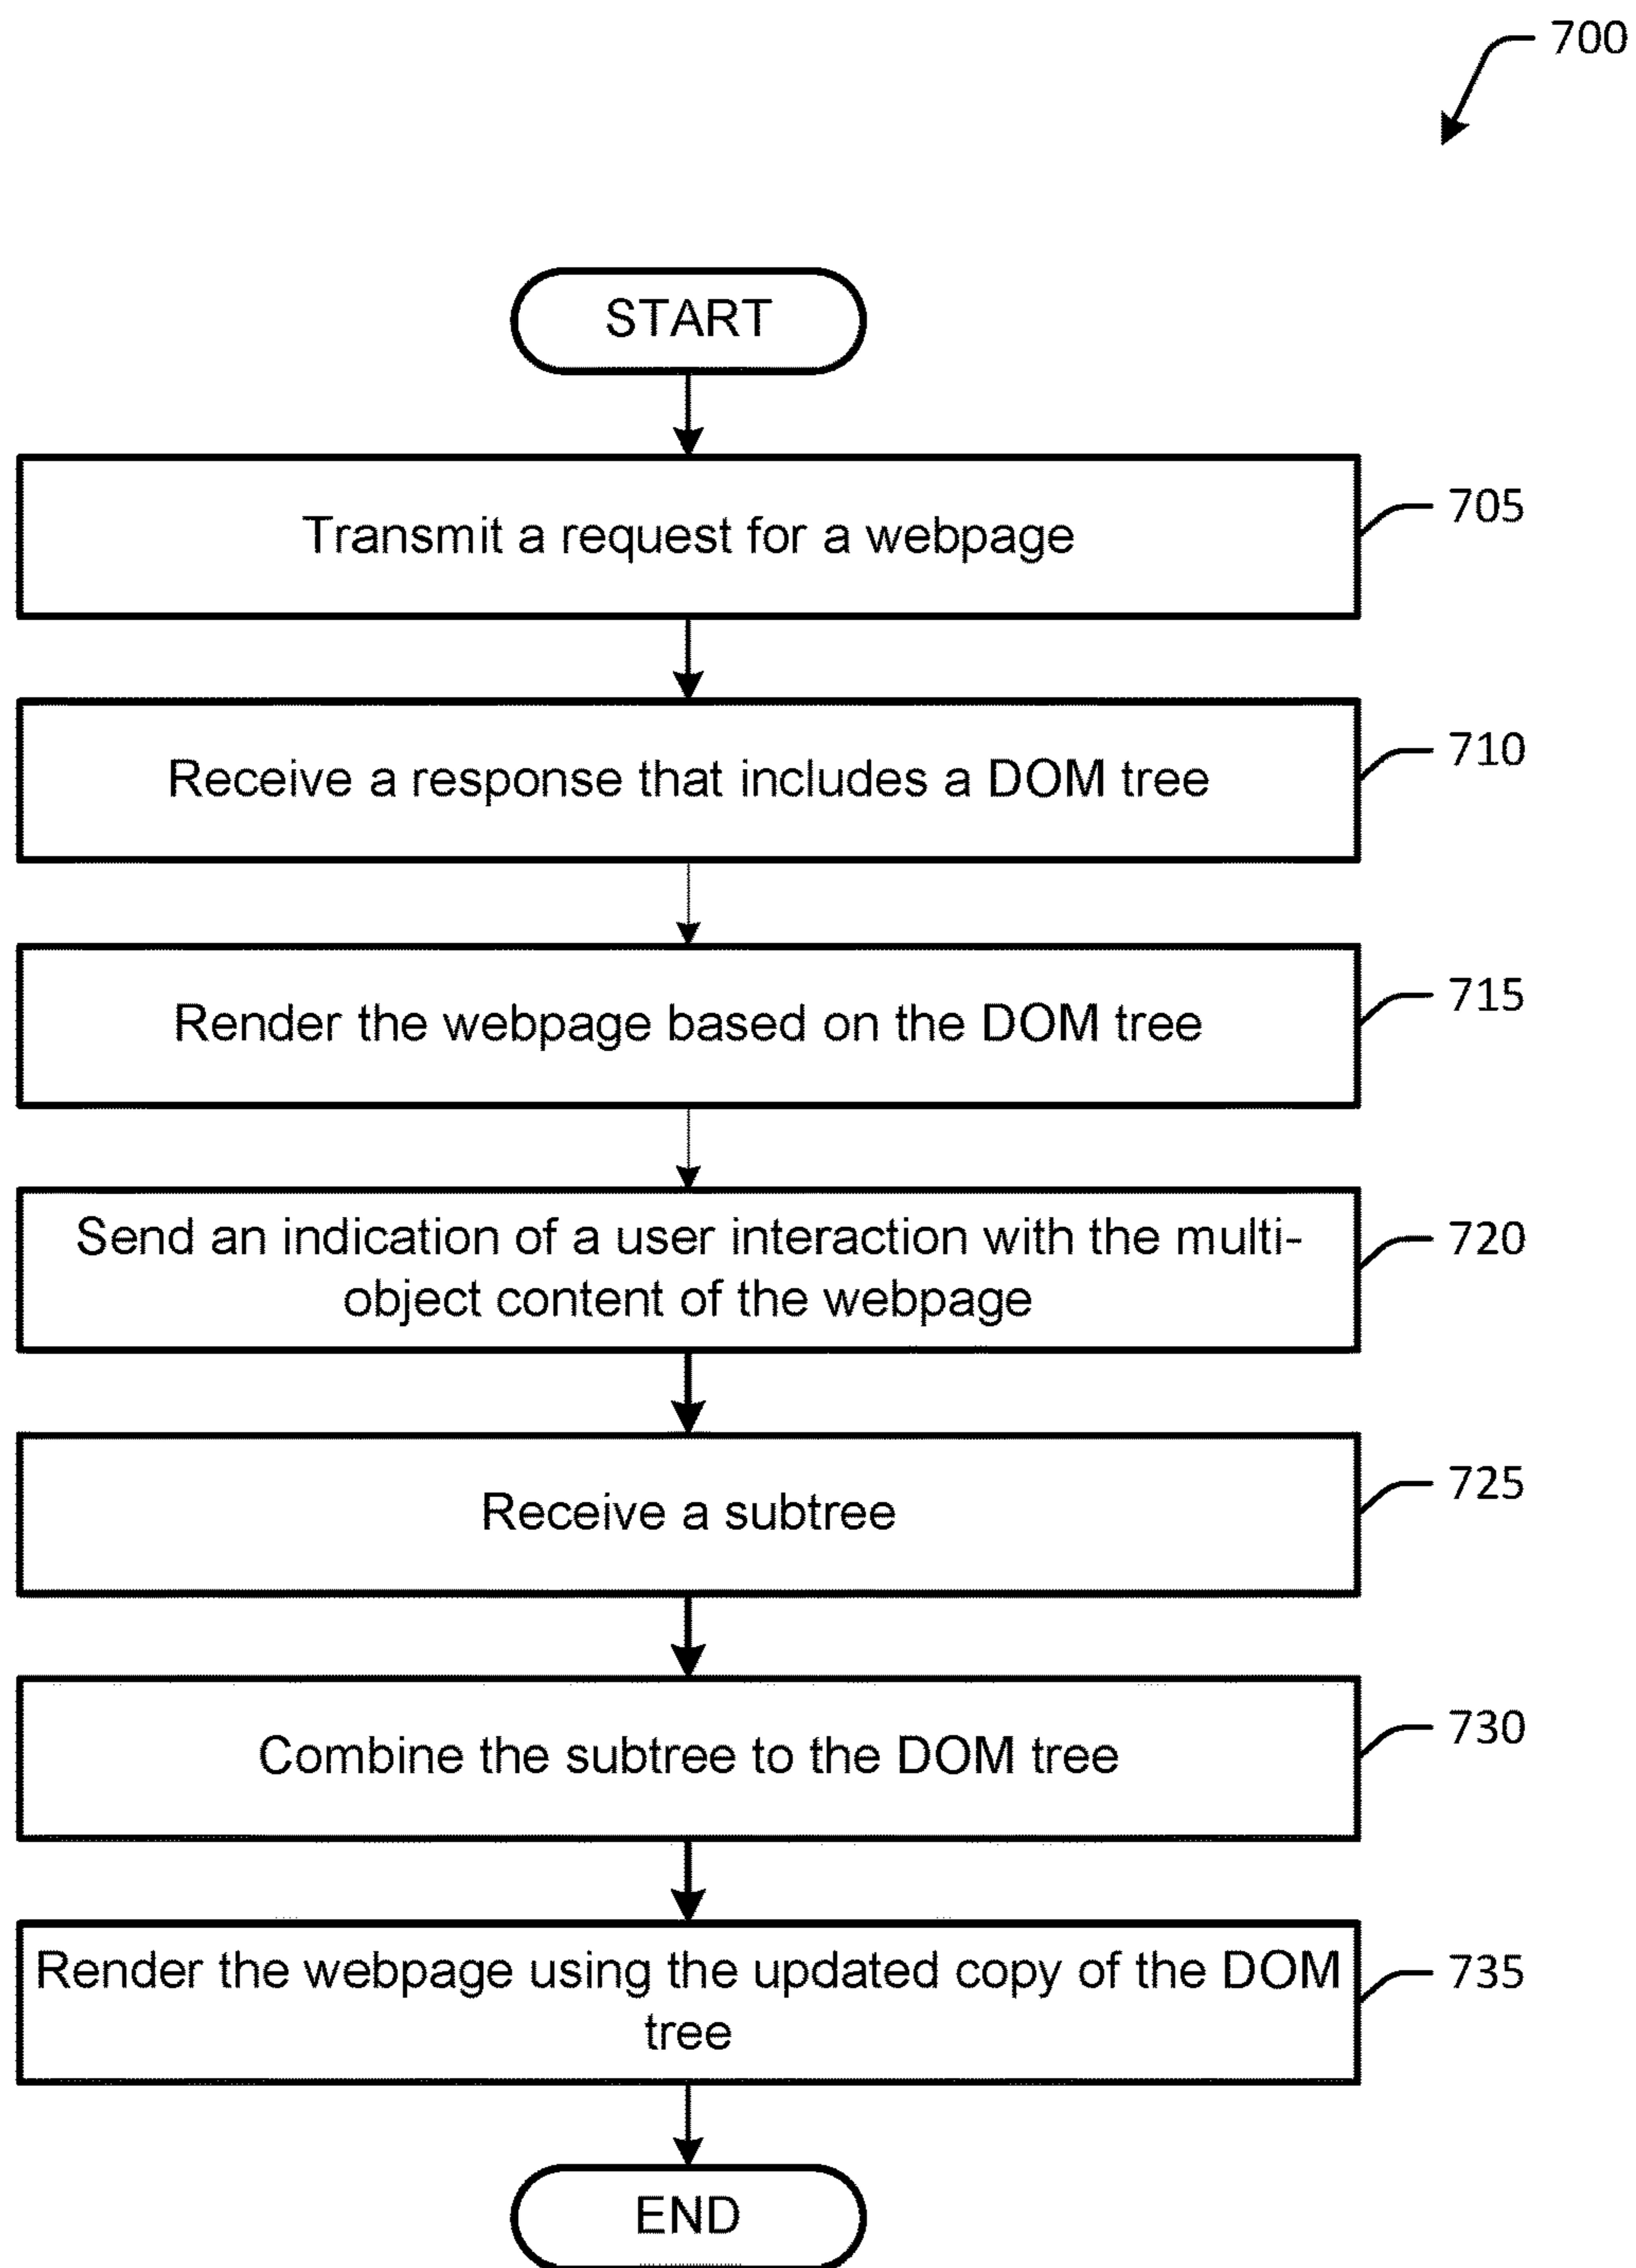 700
START
Transmit a request for a webpage
705
Receive a response that includes a DOM tree
710
Render the webpage based on the DOM tree
715
Send an indication of a user interaction with the multi-
object content of the webpage
720
Receive a subtree
725
Combine the subtree to the DOM tree
730
Render the webpage using the updated copy of the DOM
tree
735
END